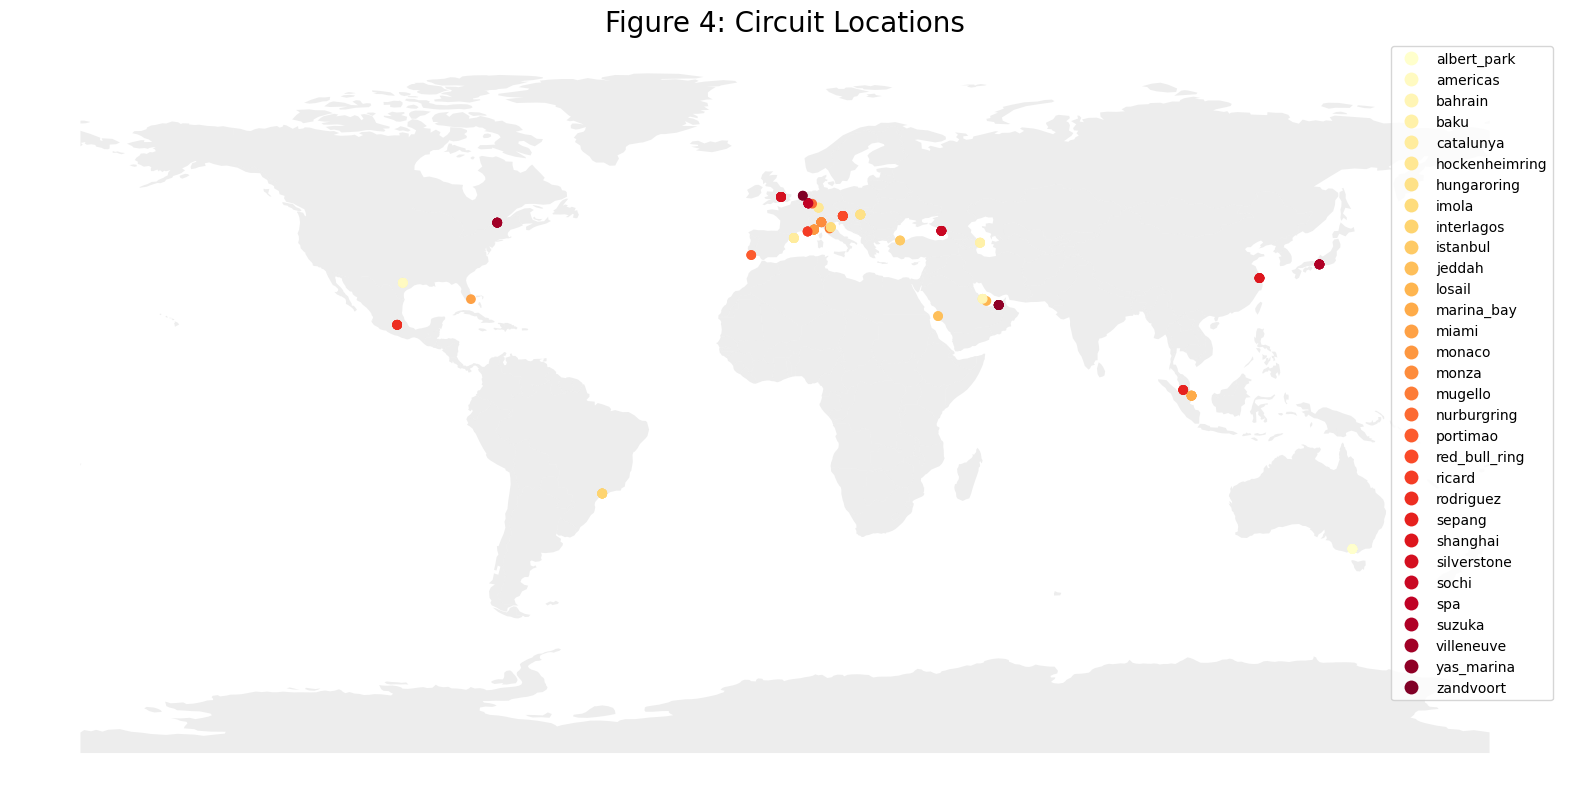 Figure 4: Circuit Locations
albert_park
americas
bahrain
baku
catalunya
hockenheimring
hungaroring
imola
interlagos
istanbul
jeddah
losail
marina_bay
miami
monaco
monza
mugello
nurburgring
portimao
red_bull_ring
ricard
rodriguez
sepang
shanghai
silverstone
sochi
spa
suzuka
villeneuve
yas_marina
zandvoort